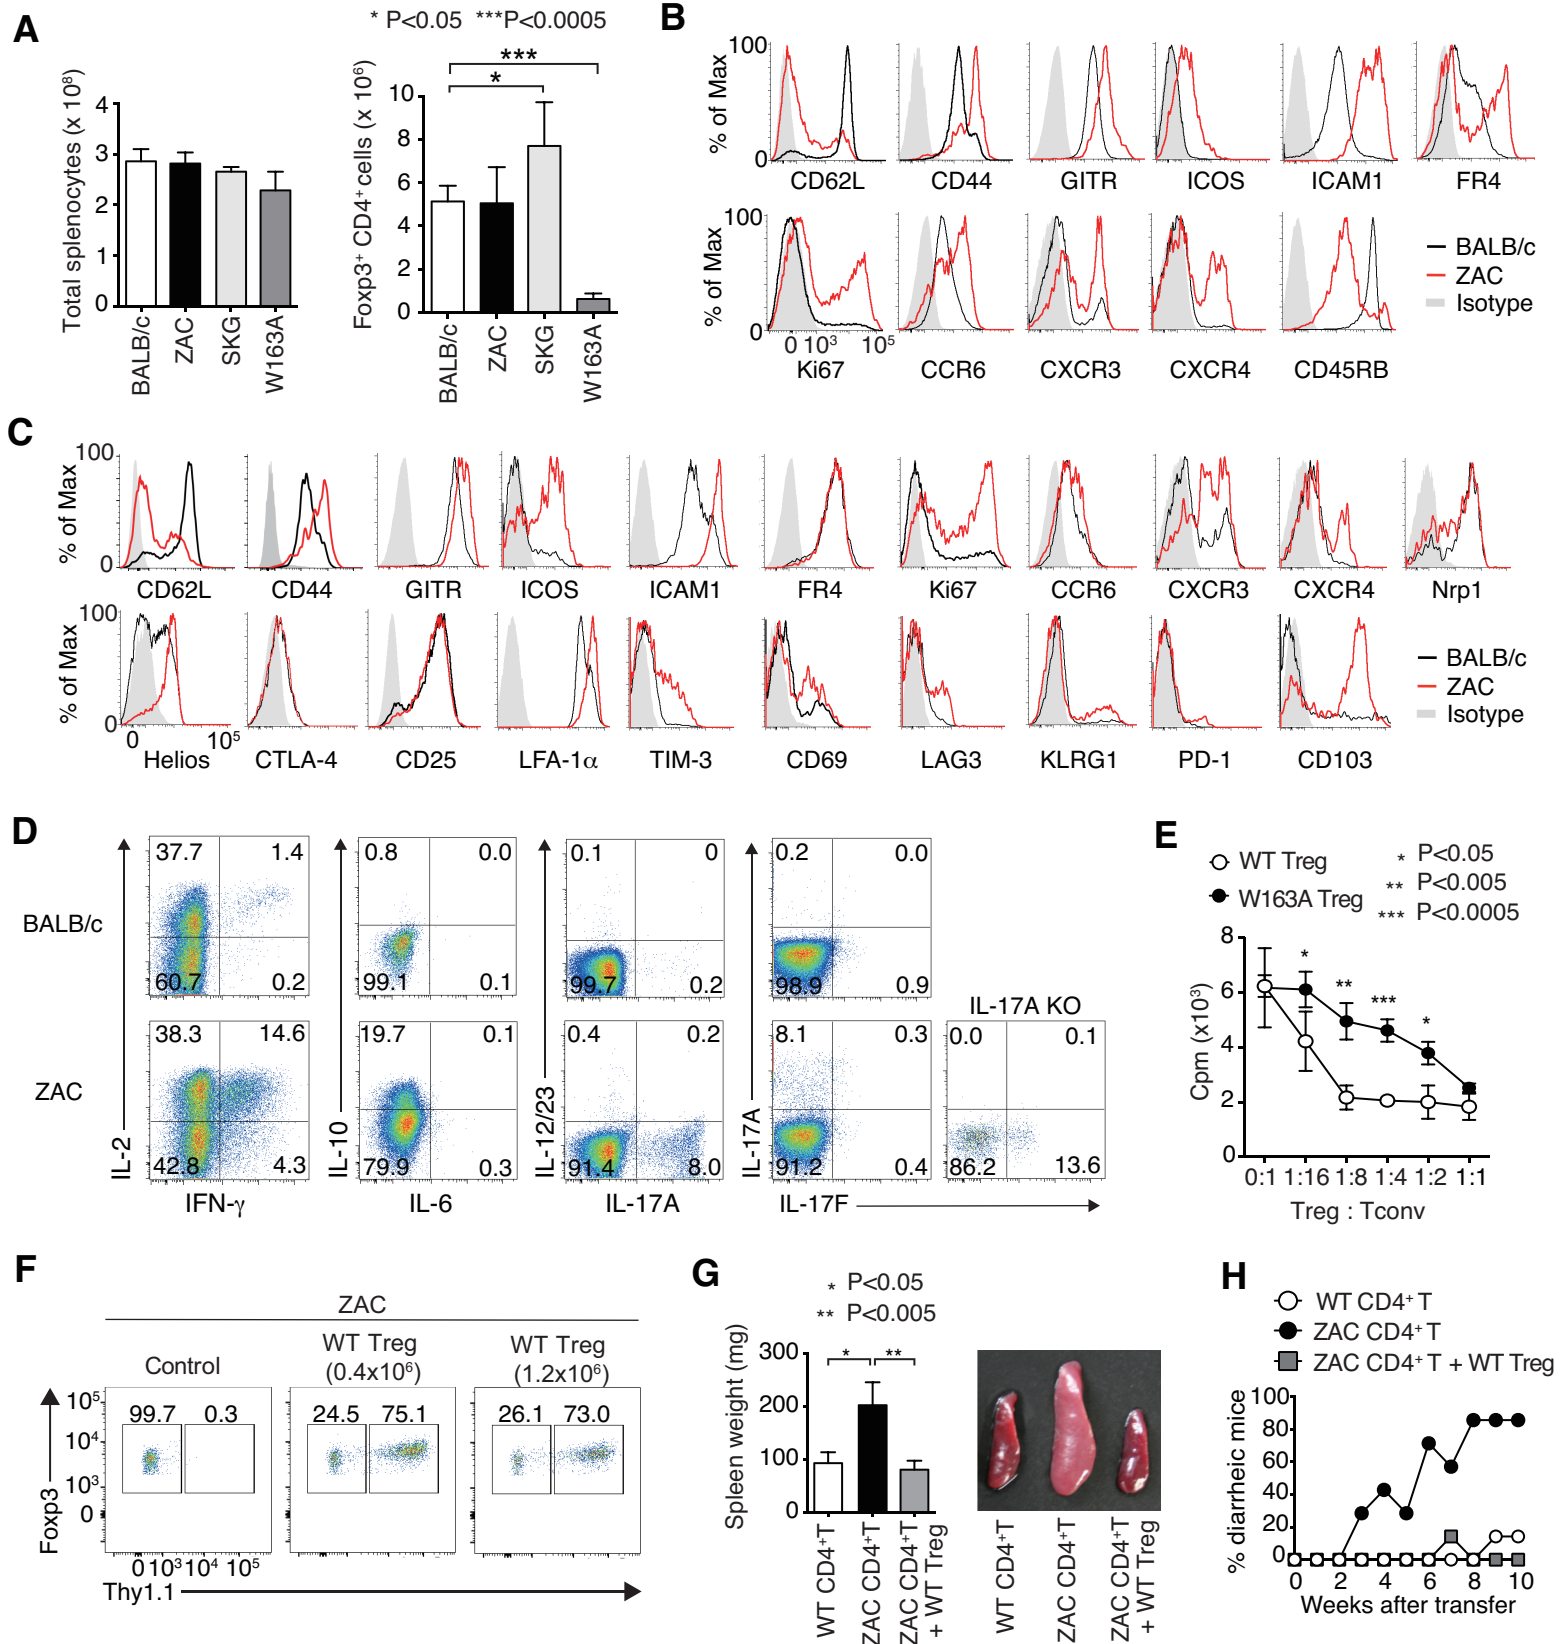 A
* P<0.05 ***P<0.0005
Total splenocytes (x 10⁸)
4
3
2
1
0
BALB/c
ZAC
SKG
W163A
Foxp3⁺ CD4⁺ cells (x 10⁶)
***
*
10
8
6
4
2
0
BALB/c
ZAC
SKG
W163A
B
% of Max
100
0
CD62L CD44 GITR ICOS ICAM1 FR4
% of Max
100
0
0 10³ 10⁵
Ki67 CCR6 CXCR3 CXCR4 CD45RB
BALB/c
ZAC
Isotype
C
% of Max
100
0
CD62L CD44 GITR ICOS ICAM1 FR4 Ki67 CCR6 CXCR3 CXCR4 Nrp1
% of Max
100
0
0 10⁵
Helios CTLA-4 CD25 LFA-1α TIM-3 CD69 LAG3 KLRG1 PD-1 CD103
BALB/c
ZAC
Isotype
D
BALB/c
37.7 1.4
60.7 0.2
0.8 0.0
99.1 0.1
0.1 0
99.7 0.2
0.2 0.0
98.9 0.9
ZAC
38.3 14.6
42.8 4.3
19.7 0.1
79.9 0.3
0.4 0.2
91.4 8.0
8.1 0.3
91.2 0.4
IL-17A KO
0.0 0.1
86.2 13.6
IL-2
IL-10
IL-12/23
IL-17A
IFN-γ IL-6 IL-17A IL-17F
E
WT Treg
W163A Treg
* P<0.05
** P<0.005
*** P<0.0005
Cpm (x10³)
8
6
4
2
0
* ** *** *
0:1 1:16 1:8 1:4 1:2 1:1
Treg : Tconv
F
ZAC
Control
WT Treg
(0.4x10⁶)
WT Treg
(1.2x10⁶)
99.7 0.3
24.5 75.1
26.1 73.0
Foxp3
10⁵
10⁴
10³
0
0 10³ 10⁴ 10⁵
Thy1.1
G
* P<0.05
** P<0.005
Spleen weight (mg)
300
200
100
0
* **
WT CD4⁺T
ZAC CD4⁺T
ZAC CD4⁺T
+ WT Treg
WT CD4⁺T
ZAC CD4⁺T
ZAC CD4⁺T
+ WT Treg
H
WT CD4⁺ T
ZAC CD4⁺ T
ZAC CD4⁺ T + WT Treg
% diarrheic mice
100
80
60
40
20
0
0 2 4 6 8 10
Weeks after transfer